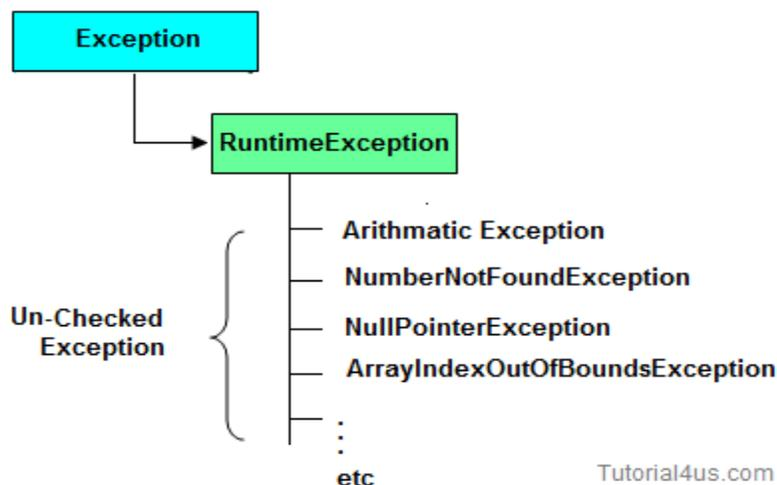 Exception
RuntimeException
Arithmatic Exception
NumberNotFoundException
NullPointerException
ArrayIndexOutOfBoundsException
Un-Checked
Exception
etc
Tutorial4us.com